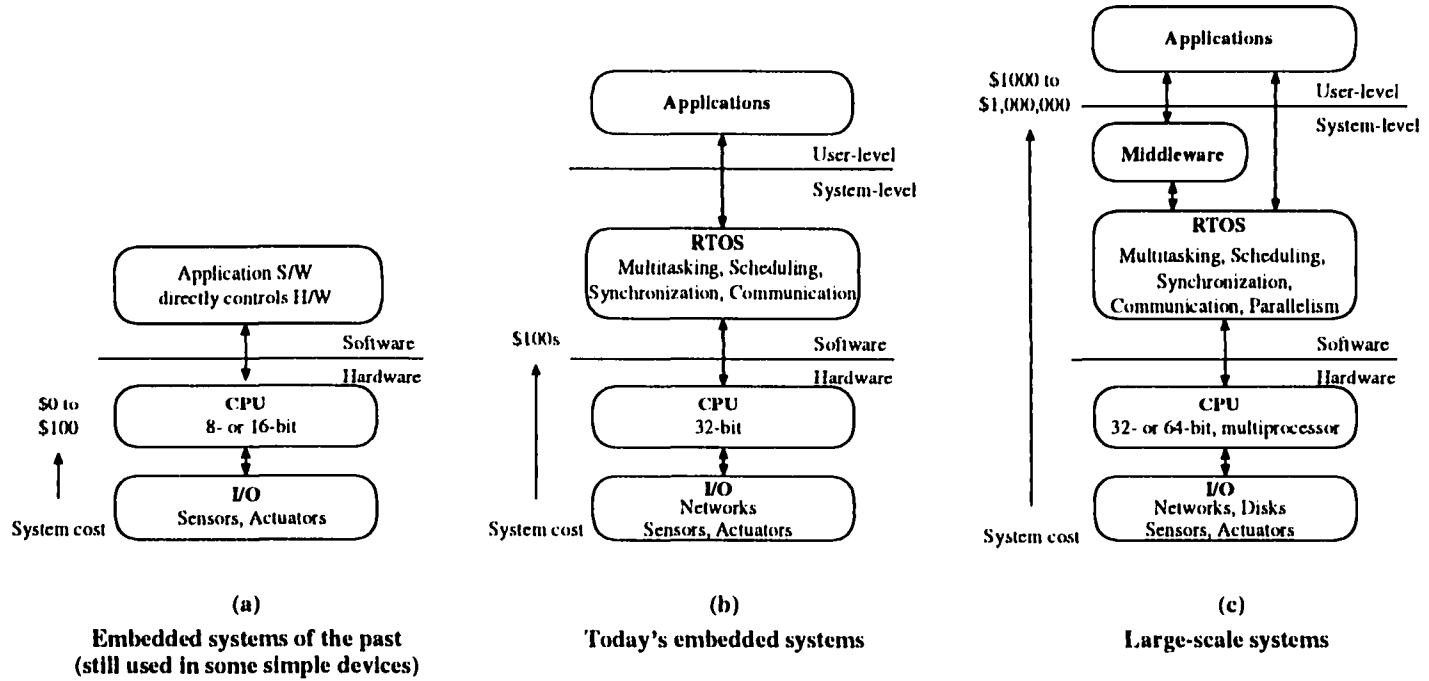 Application S/W
directly controls H/W
Software
Hardware
CPU
8- or 16-bit
I/O
Sensors, Actuators
$0 to
$100
System cost
(a)
Embedded systems of the past
(still used in some simple devices)
Applications
User-level
System-level
RTOS
Multitasking, Scheduling,
Synchronization, Communication
$100s
Software
Hardware
CPU
32-bit
I/O
Networks
Sensors, Actuators
System cost
(b)
Today's embedded systems
Applications
$1000 to
$1,000,000
User-level
System-level
Middleware
RTOS
Multitasking, Scheduling,
Synchronization,
Communication, Parallelism
Software
Hardware
CPU
32- or 64-bit, multiprocessor
I/O
Networks, Disks
Sensors, Actuators
System cost
(c)
Large-scale systems